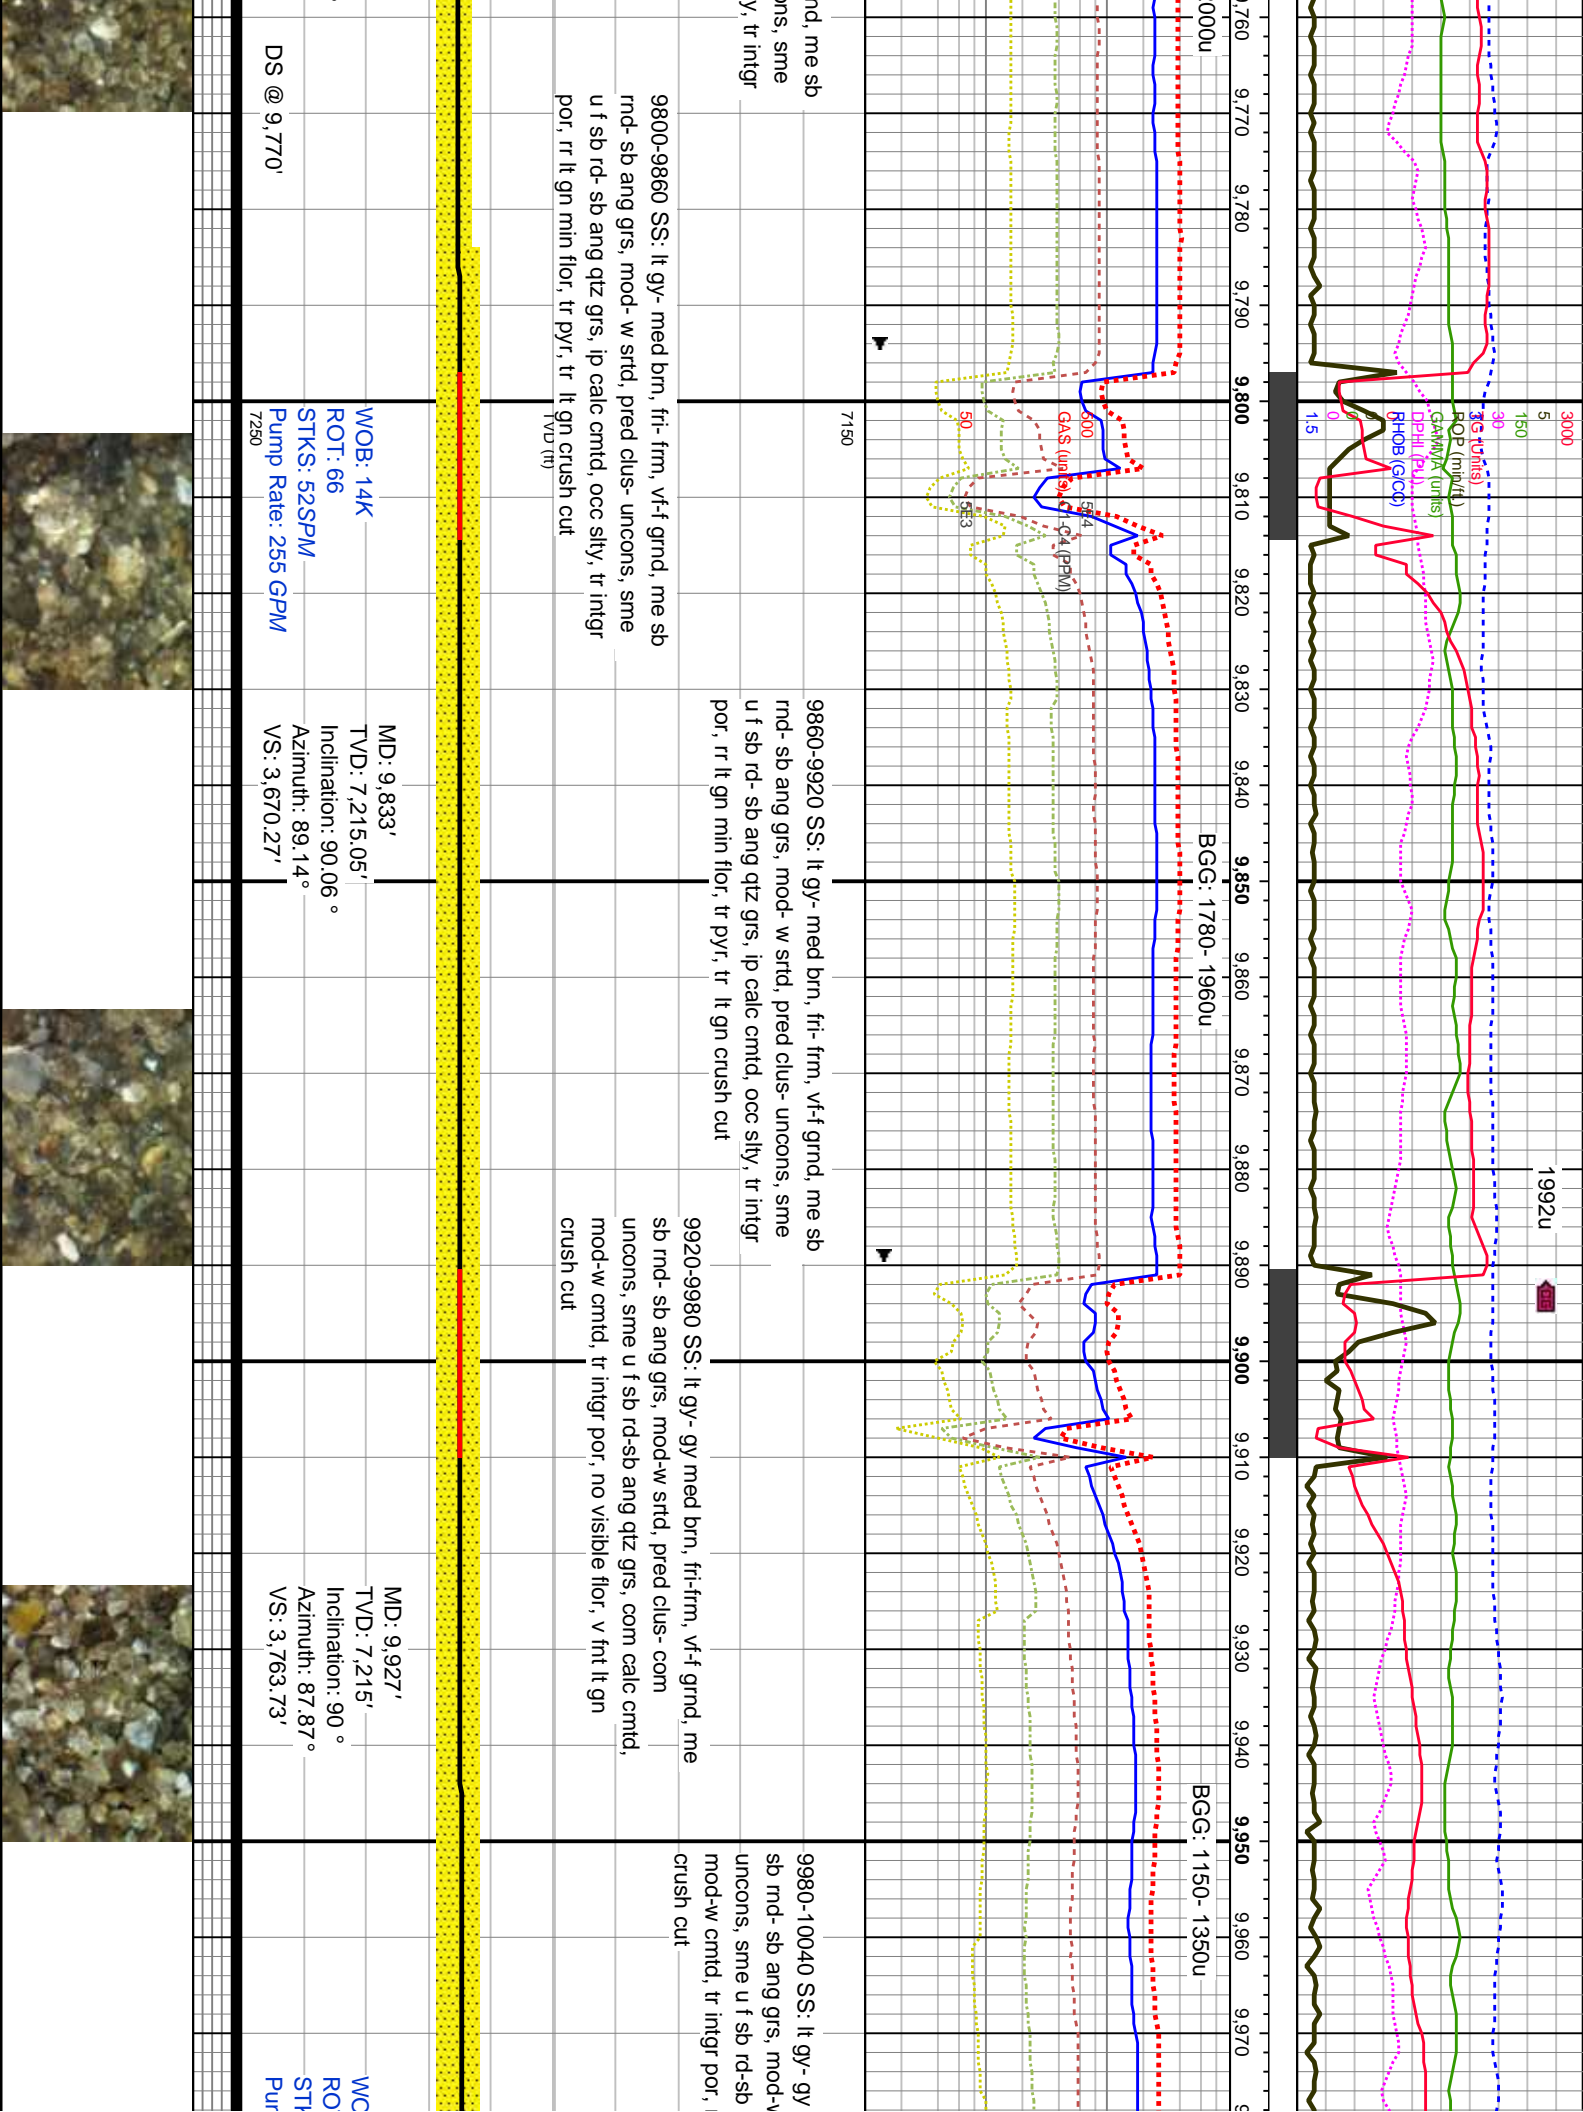 2000u
9,760
9,770
9,780
9,790
9,800
9,810
9,820
9,830
9,840
9,850
9,860
9,870
9,880
9,890
9,900
9,910
9,920
9,930
9,940
9,950
9,960
9,970
3000
5
150
30
TG (Units)
ROP (min/ft)
GAMMA (units)
DPHI (PU)
RHOB (G/CC)
0
0
1.5
1992u
BGG: 1780- 1960u
BGG: 1150- 1350u
500
5E4
GAS (units), C1-C4 (PPM)
50
5E3
7150
TVD (ft)
7250
nd, me sb
ns, sme
y, tr intgr
9800-9860 SS: lt gy- med brn, fri- frm, vf-f grnd, me sb
rnd- sb ang grs, mod- w srtd, pred clus- uncons, sme
u f sb rd- sb ang qtz grs, ip calc cmtd, occ slty, tr intgr
por, rr lt gn min flor, tr pyr, tr lt gn crush cut
9860-9920 SS: lt gy- med brn, fri- frm, vf-f grnd, me sb
rnd- sb ang grs, mod- w srtd, pred clus- uncons, sme
u f sb rd- sb ang qtz grs, ip calc cmtd, occ slty, tr intgr
por, rr lt gn min flor, tr pyr, tr lt gn crush cut
9920-9980 SS: lt gy- gy med brn, fri-frm, vf-f grnd, me
sb rnd- sb ang grs, mod-w srtd, pred clus- com
uncons, sme u f sb rd-sb ang qtz grs, com calc cmtd,
mod-w cmtd, tr intgr por, no visible flor, v fnt lt gn
crush cut
9980-10040 SS: lt gy- gy
sb rnd- sb ang grs, mod-w
uncons, sme u f sb rd-sb
mod-w cmtd, tr intgr por,
crush cut
DS @ 9,770'
WOB: 14K
ROT: 66
STKS: 52SPM
Pump Rate: 255 GPM
MD: 9,833'
TVD: 7,215.05'
Inclination: 90.06 °
Azimuth: 89.14°
VS: 3,670.27'
MD: 9,927'
TVD: 7,215'
Inclination: 90 °
Azimuth: 87.87°
VS: 3,763.73'
WO
RO
STK
Pur